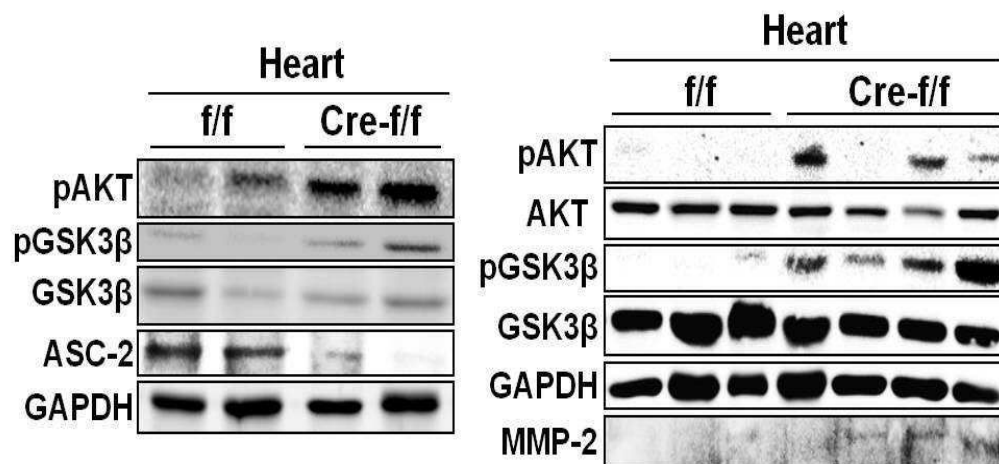 Heart
f/f Cre-f/f
pAKT
pGSK3β
GSK3β
ASC-2
GAPDH
Heart
f/f Cre-f/f
pAKT
AKT
pGSK3β
GSK3β
GAPDH
MMP-2